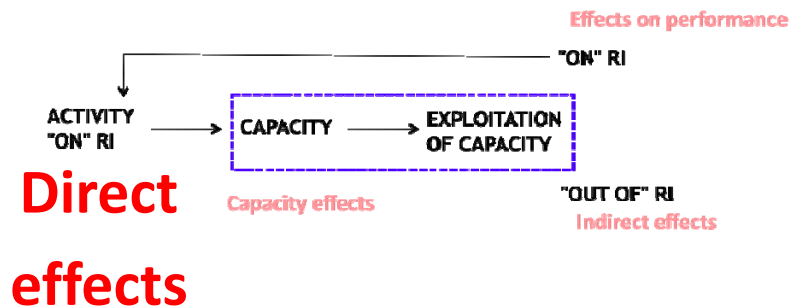 Effects on performance
"ON" RI
ACTIVITY
"ON" RI
CAPACITY
EXPLOITATION
OF CAPACITY
Direct
effects
Capacity effects
"OUT OF" RI
Indirect effects